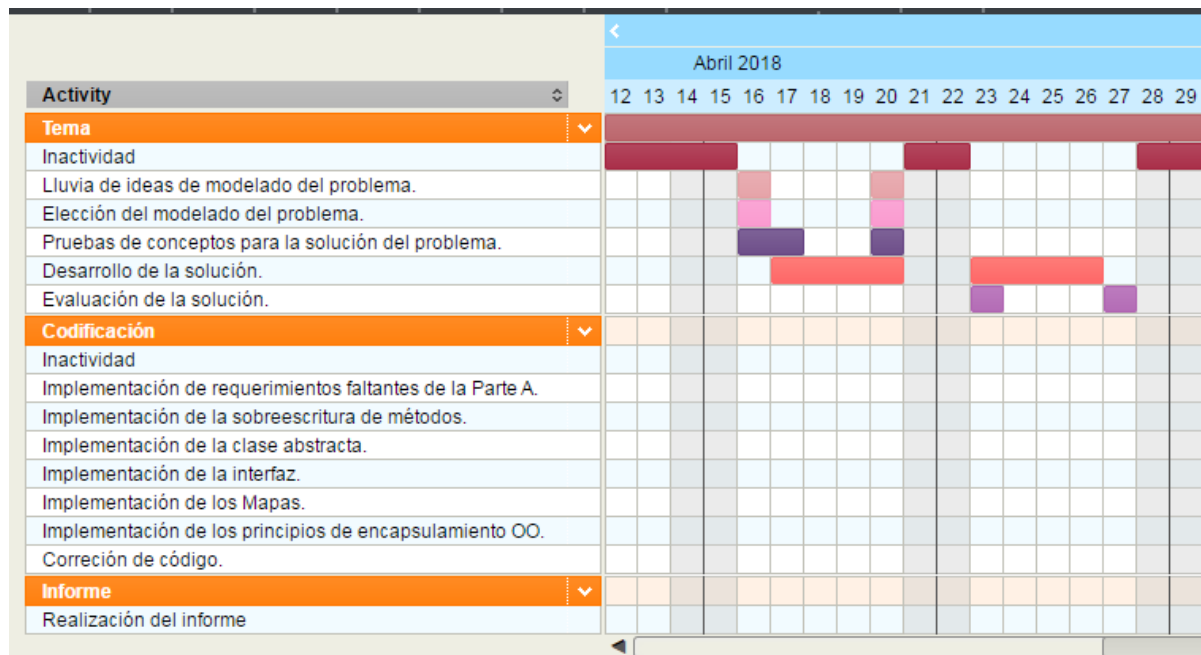 Abril 2018
Activity 12 13 14 15 16 17 18 19 20 21 22 23 24 25 26 27 28 29
Tema
Inactividad
Lluvia de ideas de modelado del problema.
Elección del modelado del problema.
Pruebas de conceptos para la solución del problema.
Desarrollo de la solución.
Evaluación de la solución.
Codificación
Inactividad
Implementación de requerimientos faltantes de la Parte A.
Implementación de la sobreescritura de métodos.
Implementación de la clase abstracta.
Implementación de la interfaz.
Implementación de los Mapas.
Implementación de los principios de encapsulamiento OO.
Correción de código.
Informe
Realización del informe